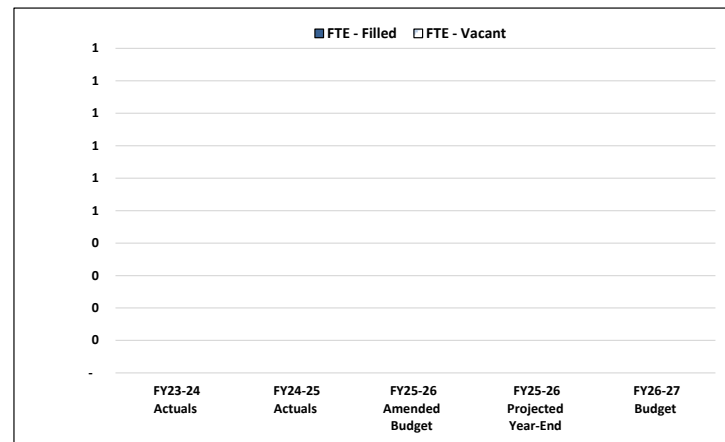 FTE - Filled FTE - Vacant
1
1
1
1
1
1
0
0
0
0
-
FY23-24 FY24-25 FY25-26 FY25-26 FY26-27
Actuals Actuals Amended Projected Budget
Budget Year-End